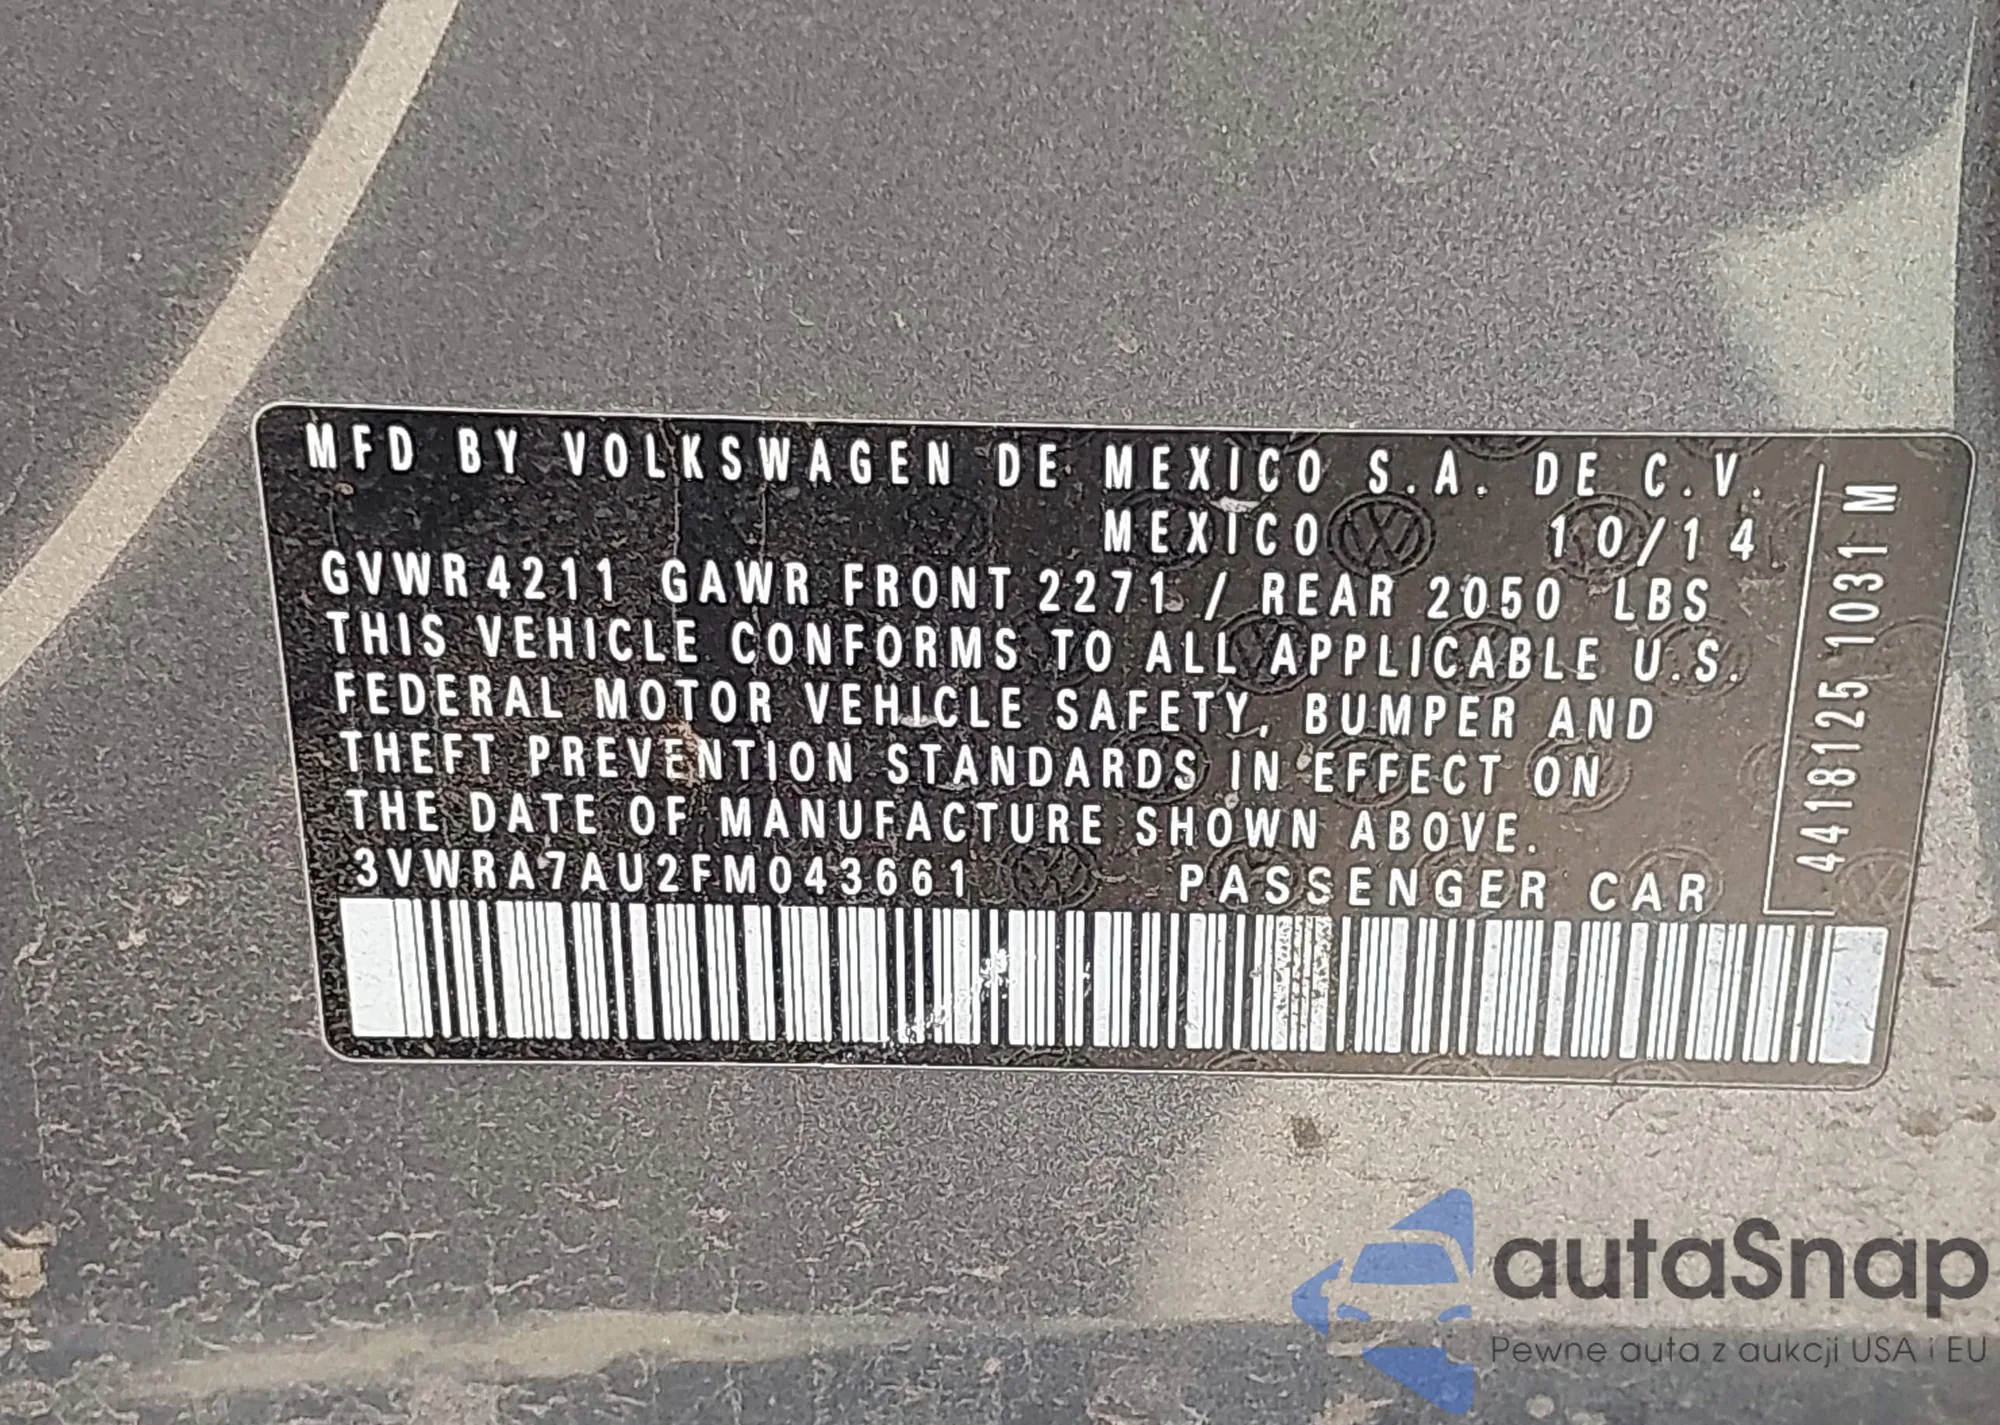 MFD BY VOLKSWAGEN DE MEXICO S.A. DE C.V.
MEXICO 10/14
GVWR 4211 GAWR FRONT 2271 / REAR 2050 LBS
THIS VEHICLE CONFORMS TO ALL APPLICABLE U.S.
FEDERAL MOTOR VEHICLE SAFETY, BUMPER AND
THEFT PREVENTION STANDARDS IN EFFECT ON
THE DATE OF MANUFACTURE SHOWN ABOVE.
3VWRA7AU2FM043661 PASSENGER CAR
4418125 1031 M
autaSnap
Pewne auta z aukcji USA i EU